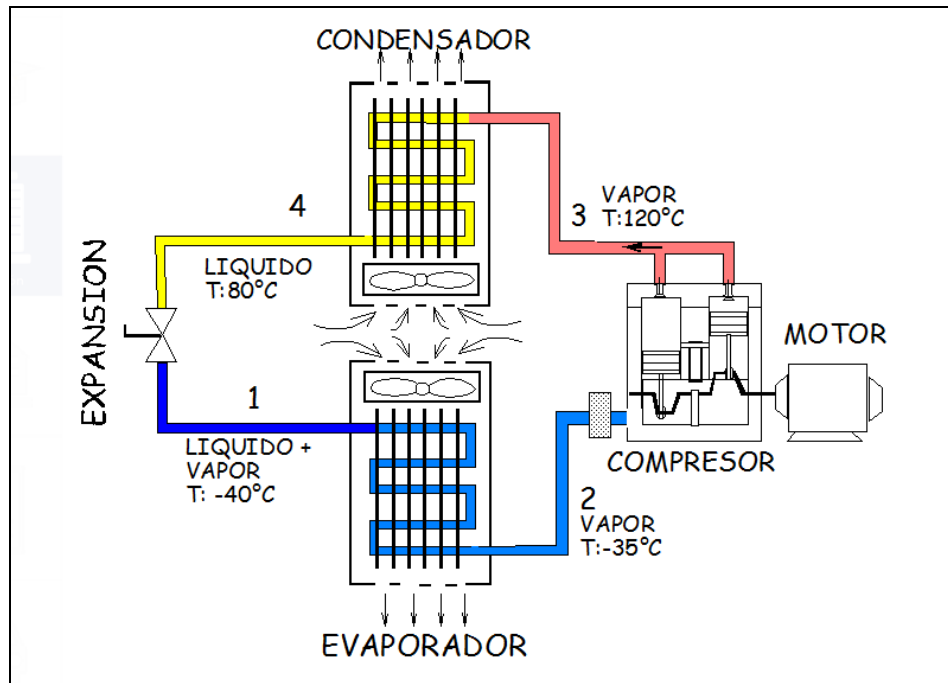 CONDENSADOR
4
3
VAPOR
T:120°C
LIQUIDO
T:80°C
EXPANSION
MOTOR
1
LIQUIDO +
VAPOR
T: -40°C
COMPRESOR
2
VAPOR
T:-35°C
EVAPORADOR